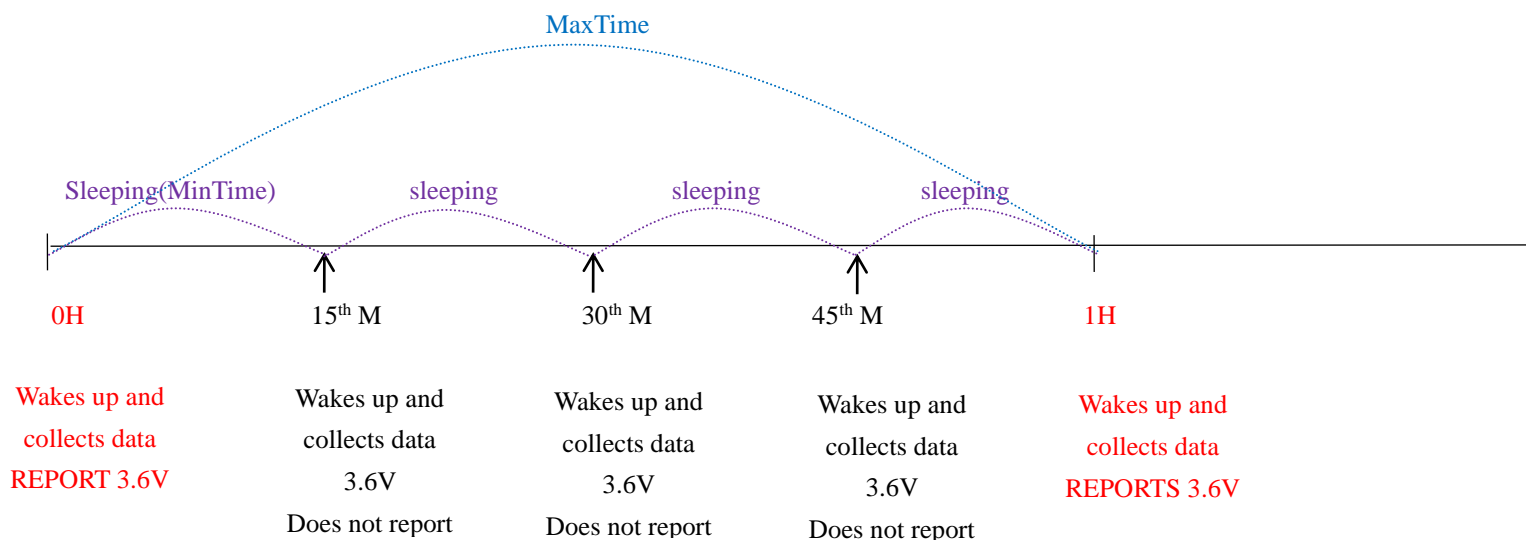 MaxTime
Sleeping(MinTime)
sleeping
sleeping
sleeping
0H
15th M
30th M
45th M
1H
Wakes up and
collects data
REPORT 3.6V
Wakes up and
collects data
3.6V
Does not report
Wakes up and
collects data
3.6V
Does not report
Wakes up and
collects data
3.6V
Does not report
Wakes up and
collects data
REPORTS 3.6V